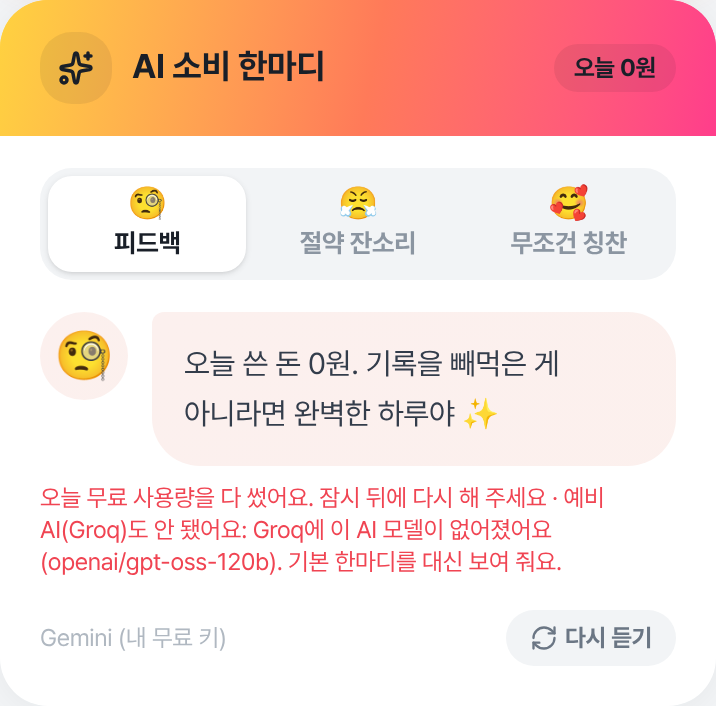 AI 소비 한마디
오늘 0원
피드백
절약 잔소리
무조건 칭찬
오늘 쓴 돈 0원. 기록을 빼먹은 게
아니라면 완벽한 하루야 ✨
오늘 무료 사용량을 다 썼어요. 잠시 뒤에 다시 해 주세요 · 예비
AI(Groq)도 안 됐어요: Groq에 이 AI 모델이 없어졌어요
(openai/gpt-oss-120b). 기본 한마디를 대신 보여 줘요.
Gemini (내 무료 키)
다시 듣기